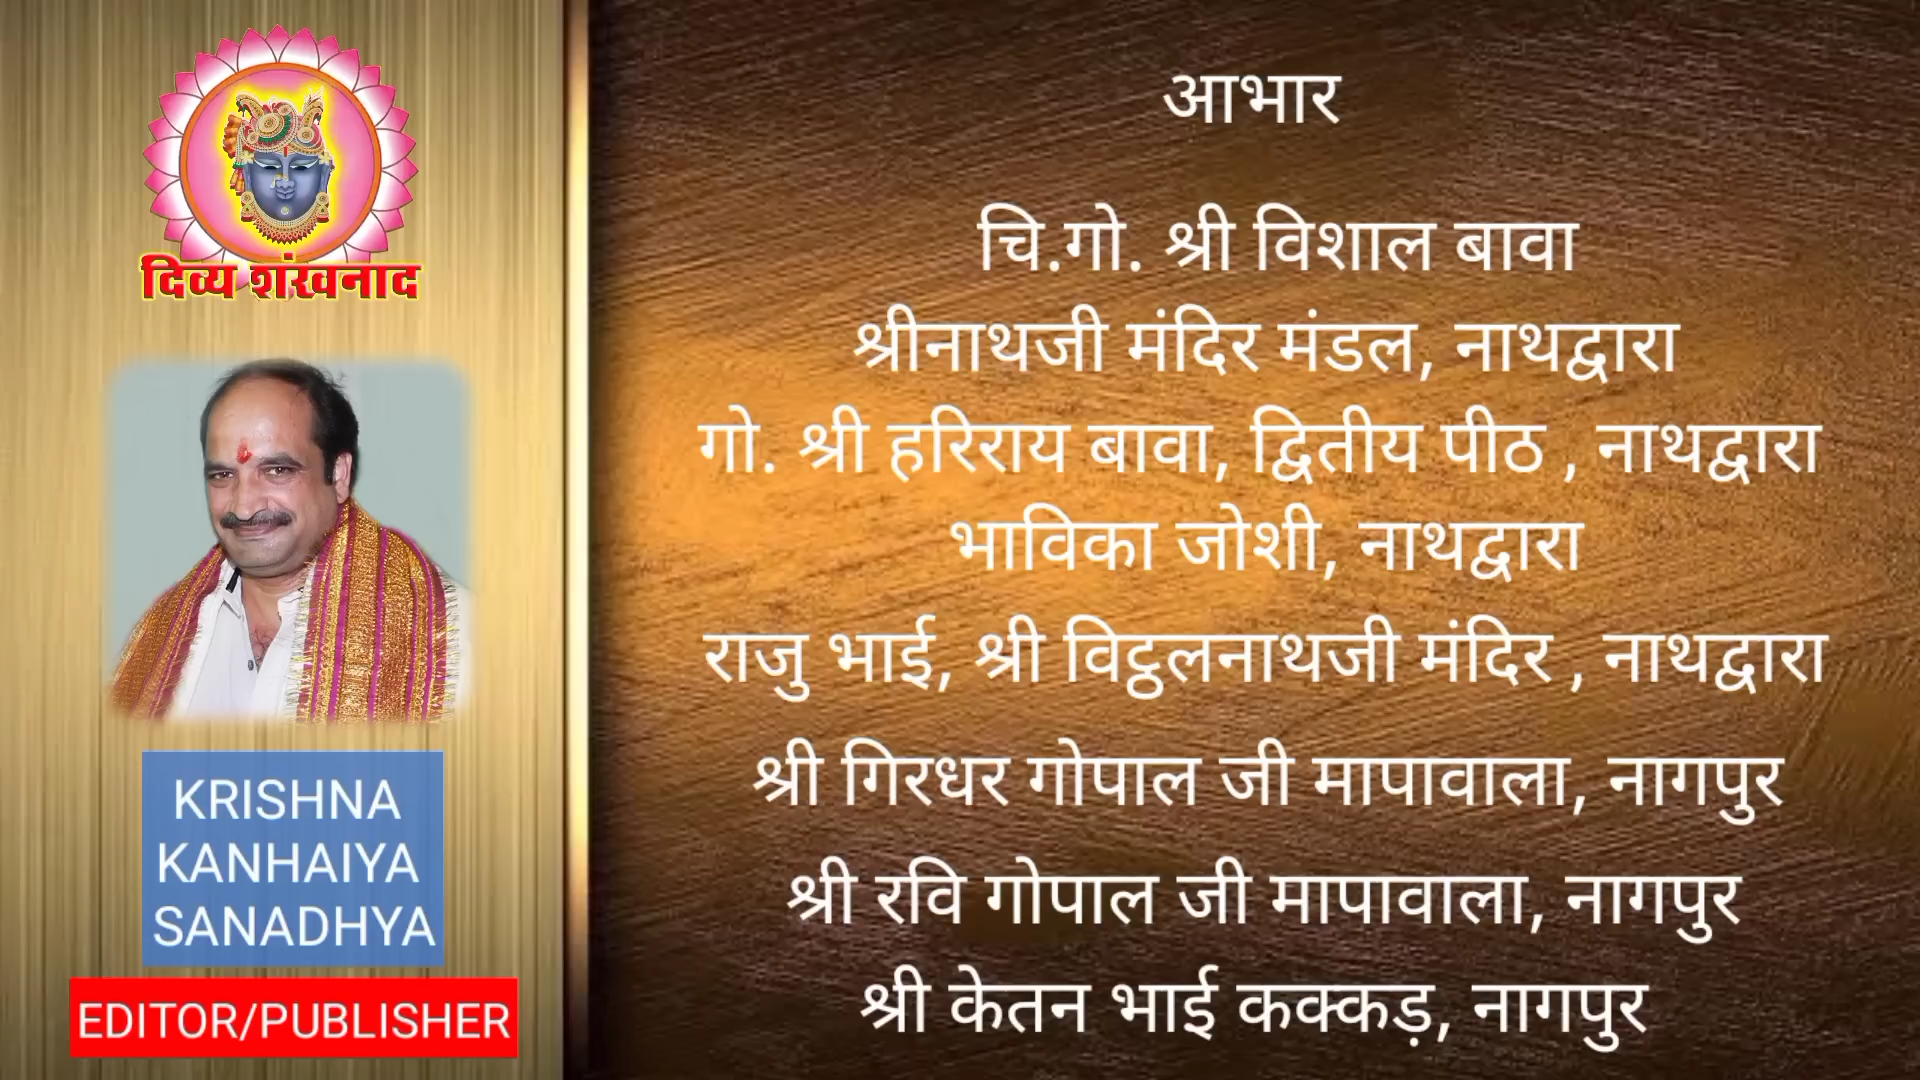 दिव्य शंखनाद
KRISHNA
KANHAIYA
SANADHYA
EDITOR/PUBLISHER
आभार
चि.गो. श्री विशाल बावा
श्रीनाथजी मंदिर मंडल, नाथद्वारा
गो. श्री हरिराय बावा, द्वितीय पीठ , नाथद्वारा
भाविका जोशी, नाथद्वारा
राजु भाई, श्री विट्ठलनाथजी मंदिर , नाथद्वारा
श्री गिरधर गोपाल जी मापावाला, नागपुर
श्री रवि गोपाल जी मापावाला, नागपुर
श्री केतन भाई कक्कड़, नागपुर